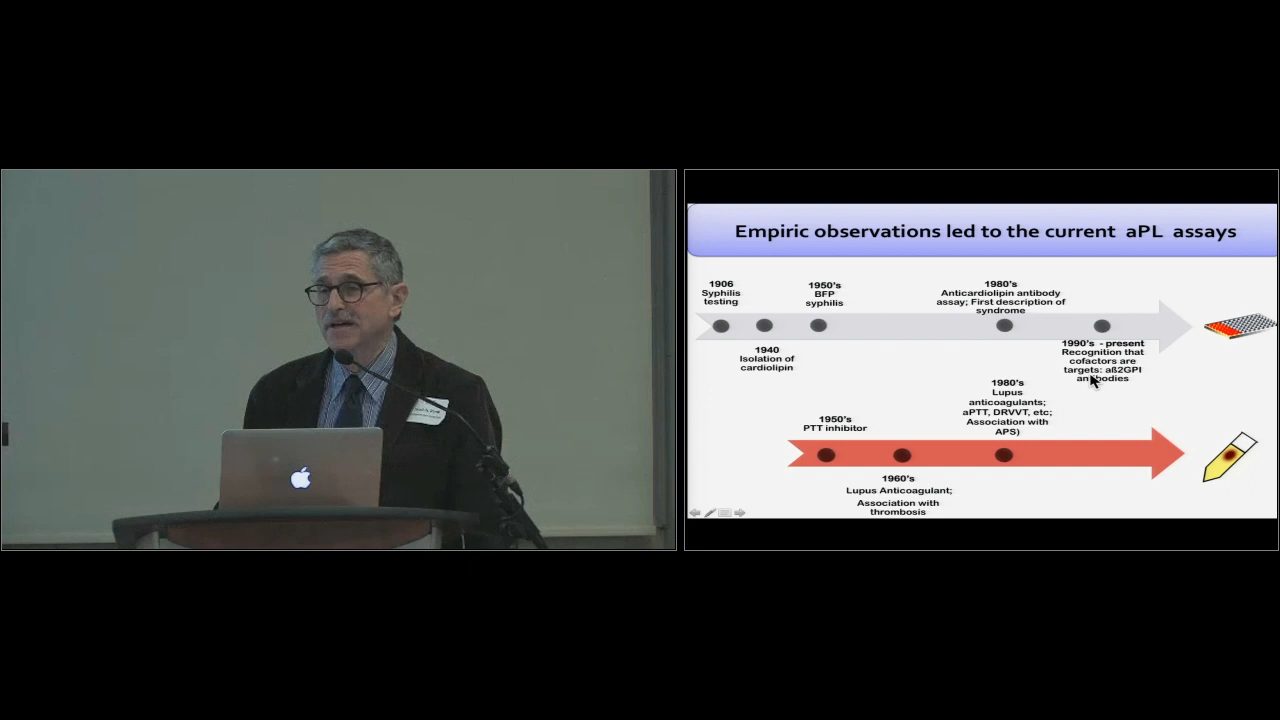 Empiric observations led to the current aPL assays
1906
Syphilis
testing
1950's
BFP
syphilis
1980's
Anticardiolipin antibody
assay; First description of
syndrome
1940
Isolation of
cardiolipin
1990's - present
Recognition that
cofactors are
targets: aß2GPI
antibodies
1950's
PTT inhibitor
1980's
Lupus
anticoagulants;
aPTT, DRVVT, etc;
Association with
APS)
1960's
Lupus Anticoagulant;
Association with
thrombosis